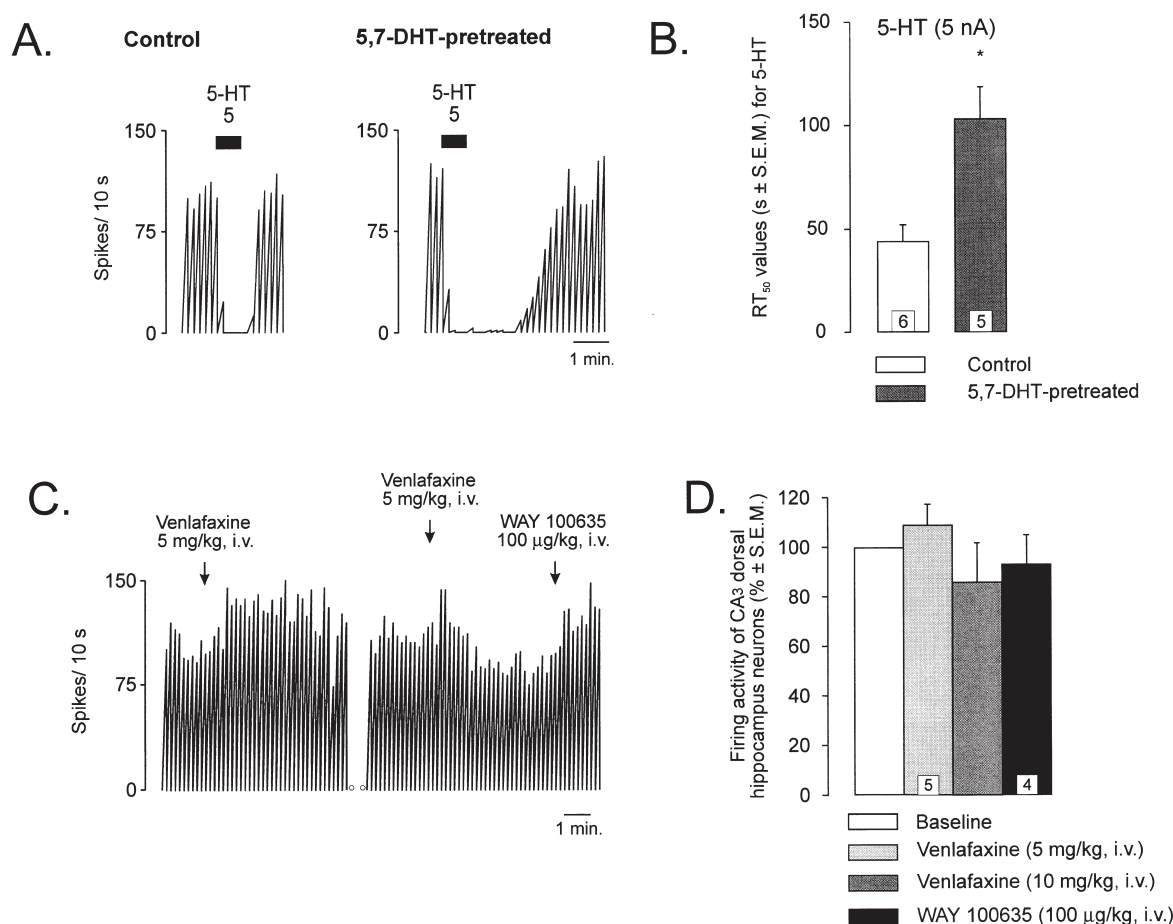 A.
Control
5,7-DHT-pretreated
5-HT
5
5-HT
5
150
75
0
Spikes/ 10 s
150
75
0
1 min.
B.
5-HT (5 nA)
*
RT50 values (s ± S.E.M.) for 5-HT
150
100
50
0
6
5
Control
5,7-DHT-pretreated
C.
Venlafaxine
5 mg/kg, i.v.
Venlafaxine
5 mg/kg, i.v.
WAY 100635
100 µg/kg, i.v.
150
75
0
Spikes/ 10 s
1 min.
D.
Firing activity of CA3 dorsal
hippocampus neurons (% ± S.E.M.)
120
100
80
60
40
20
0
5
4
Baseline
Venlafaxine (5 mg/kg, i.v.)
Venlafaxine (10 mg/kg, i.v.)
WAY 100635 (100 µg/kg, i.v.)